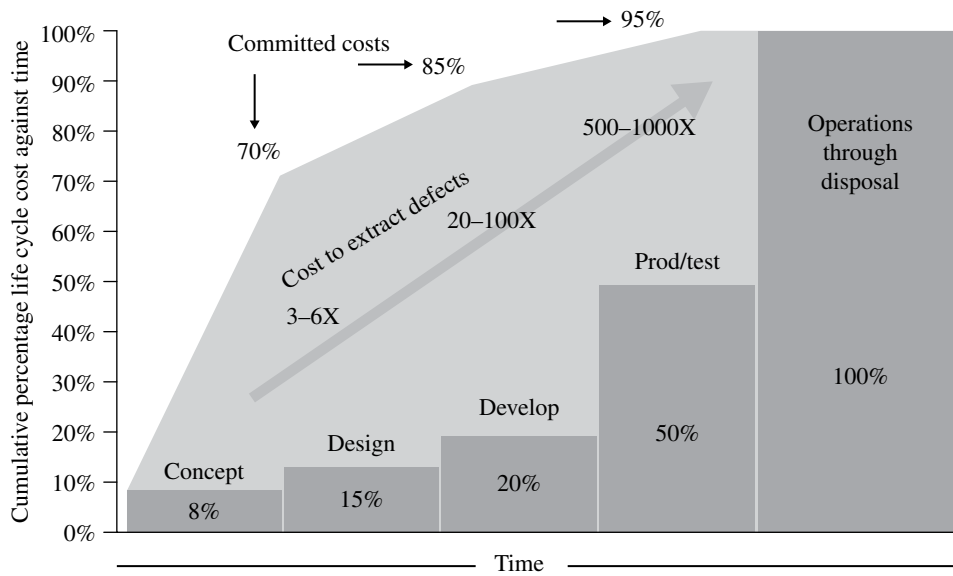 Cumulative percentage life cycle cost against time
100%
90%
80%
70%
60%
50%
40%
30%
20%
10%
0%
Committed costs
70%
85%
95%
Cost to extract defects
3–6X
20–100X
500–1000X
Concept
8%
Design
15%
Develop
20%
Prod/test
50%
Operations
through
disposal
100%
Time